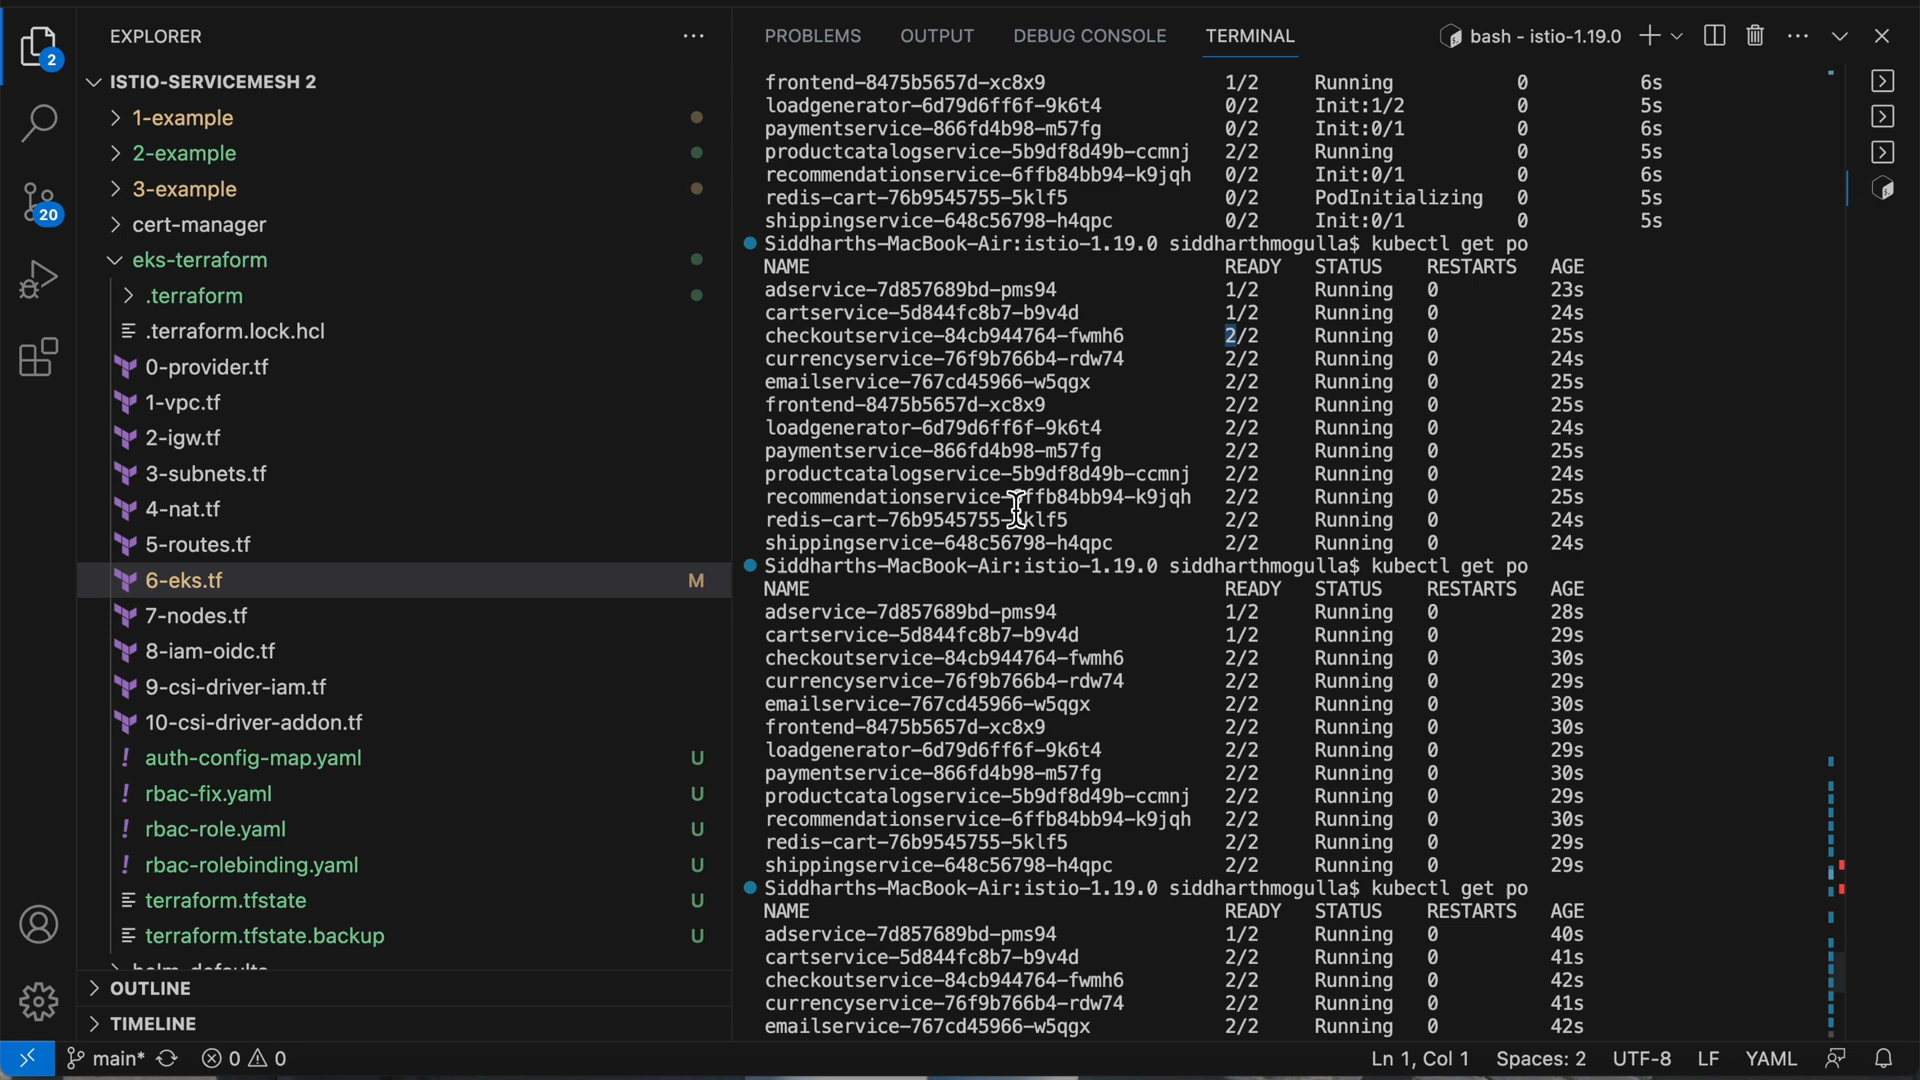 EXPLORER
ISTIO-SERVICEMESH 2
1-example
2-example
3-example
cert-manager
eks-terraform
.terraform
.terraform.lock.hcl
0-provider.tf
1-vpc.tf
2-igw.tf
3-subnets.tf
4-nat.tf
5-routes.tf
6-eks.tf M
7-nodes.tf
8-iam-oidc.tf
9-csi-driver-iam.tf
10-csi-driver-addon.tf
auth-config-map.yaml U
rbac-fix.yaml U
rbac-role.yaml U
rbac-rolebinding.yaml U
terraform.tfstate U
terraform.tfstate.backup U
OUTLINE
TIMELINE
2
20
PROBLEMS OUTPUT DEBUG CONSOLE TERMINAL bash - istio-1.19.0
frontend-8475b5657d-xc8x9 1/2 Running 0 6s
loadgenerator-6d79d6ff6f-9k6t4 0/2 Init:1/2 0 5s
paymentservice-866fd4b98-m57fg 0/2 Init:0/1 0 6s
productcatalogservice-5b9df8d49b-ccmnj 2/2 Running 0 5s
recommendationservice-6ffb84bb94-k9jqh 0/2 Init:0/1 0 6s
redis-cart-76b9545755-5klf5 0/2 PodInitializing 0 5s
shippingservice-648c56798-h4qpc 0/2 Init:0/1 0 5s
Siddharths-MacBook-Air:istio-1.19.0 siddharthmogulla$ kubectl get po
NAME READY STATUS RESTARTS AGE
adservice-7d857689bd-pms94 1/2 Running 0 23s
cartservice-5d844fc8b7-b9v4d 1/2 Running 0 24s
checkoutservice-84cb944764-fwmh6 2/2 Running 0 25s
currencyservice-76f9b766b4-rdw74 2/2 Running 0 24s
emailservice-767cd45966-w5qgx 2/2 Running 0 25s
frontend-8475b5657d-xc8x9 2/2 Running 0 25s
loadgenerator-6d79d6ff6f-9k6t4 2/2 Running 0 24s
paymentservice-866fd4b98-m57fg 2/2 Running 0 25s
productcatalogservice-5b9df8d49b-ccmnj 2/2 Running 0 24s
recommendationservice-6ffb84bb94-k9jqh 2/2 Running 0 25s
redis-cart-76b9545755-5klf5 2/2 Running 0 24s
shippingservice-648c56798-h4qpc 2/2 Running 0 24s
Siddharths-MacBook-Air:istio-1.19.0 siddharthmogulla$ kubectl get po
NAME READY STATUS RESTARTS AGE
adservice-7d857689bd-pms94 1/2 Running 0 28s
cartservice-5d844fc8b7-b9v4d 1/2 Running 0 29s
checkoutservice-84cb944764-fwmh6 2/2 Running 0 30s
currencyservice-76f9b766b4-rdw74 2/2 Running 0 29s
emailservice-767cd45966-w5qgx 2/2 Running 0 30s
frontend-8475b5657d-xc8x9 2/2 Running 0 30s
loadgenerator-6d79d6ff6f-9k6t4 2/2 Running 0 29s
paymentservice-866fd4b98-m57fg 2/2 Running 0 30s
productcatalogservice-5b9df8d49b-ccmnj 2/2 Running 0 29s
recommendationservice-6ffb84bb94-k9jqh 2/2 Running 0 30s
redis-cart-76b9545755-5klf5 2/2 Running 0 29s
shippingservice-648c56798-h4qpc 2/2 Running 0 29s
Siddharths-MacBook-Air:istio-1.19.0 siddharthmogulla$ kubectl get po
NAME READY STATUS RESTARTS AGE
adservice-7d857689bd-pms94 1/2 Running 0 40s
cartservice-5d844fc8b7-b9v4d 2/2 Running 0 41s
checkoutservice-84cb944764-fwmh6 2/2 Running 0 42s
currencyservice-76f9b766b4-rdw74 2/2 Running 0 41s
emailservice-767cd45966-w5qgx 2/2 Running 0 42s
main* 0 0 Ln 1, Col 1 Spaces: 2 UTF-8 LF YAML